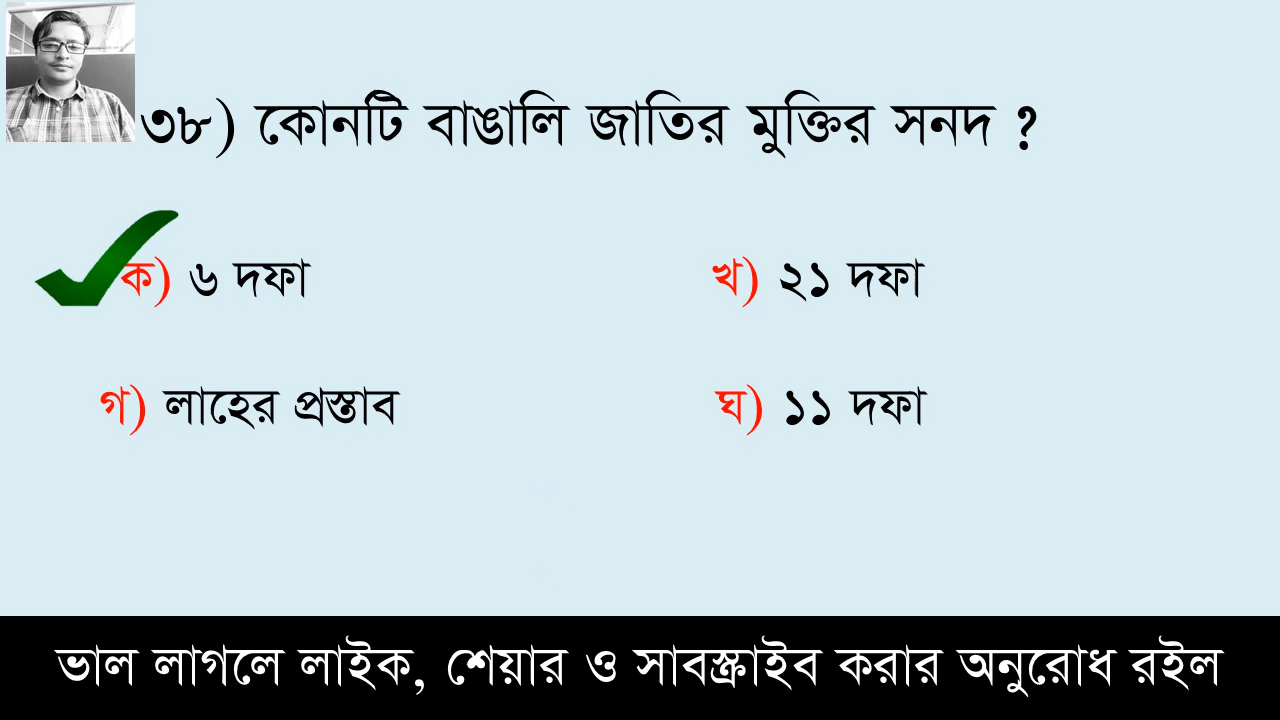 ৩৮) কোনটি বাঙালি জাতির মুক্তির সনদ ?
ক) ৬ দফা
খ) ২১ দফা
গ) লাহের প্রস্তাব
ঘ) ১১ দফা
ভাল লাগলে লাইক, শেয়ার ও সাবস্ক্রাইব করার অনুরোধ রইল